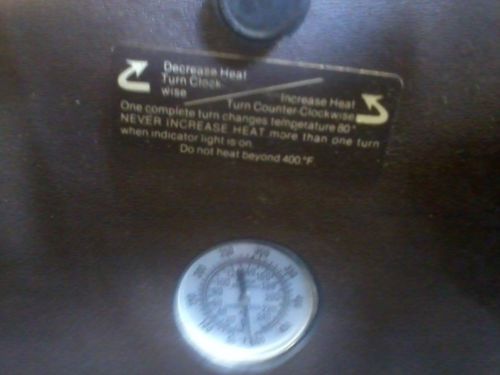 Decrease Heat
Turn Clock-
wise
Increase Heat
Turn Counter-Clockwise
One complete turn changes temperature 80°
NEVER INCREASE HEAT more than one turn
when indicator light is on.
Do not heat beyond 400°F